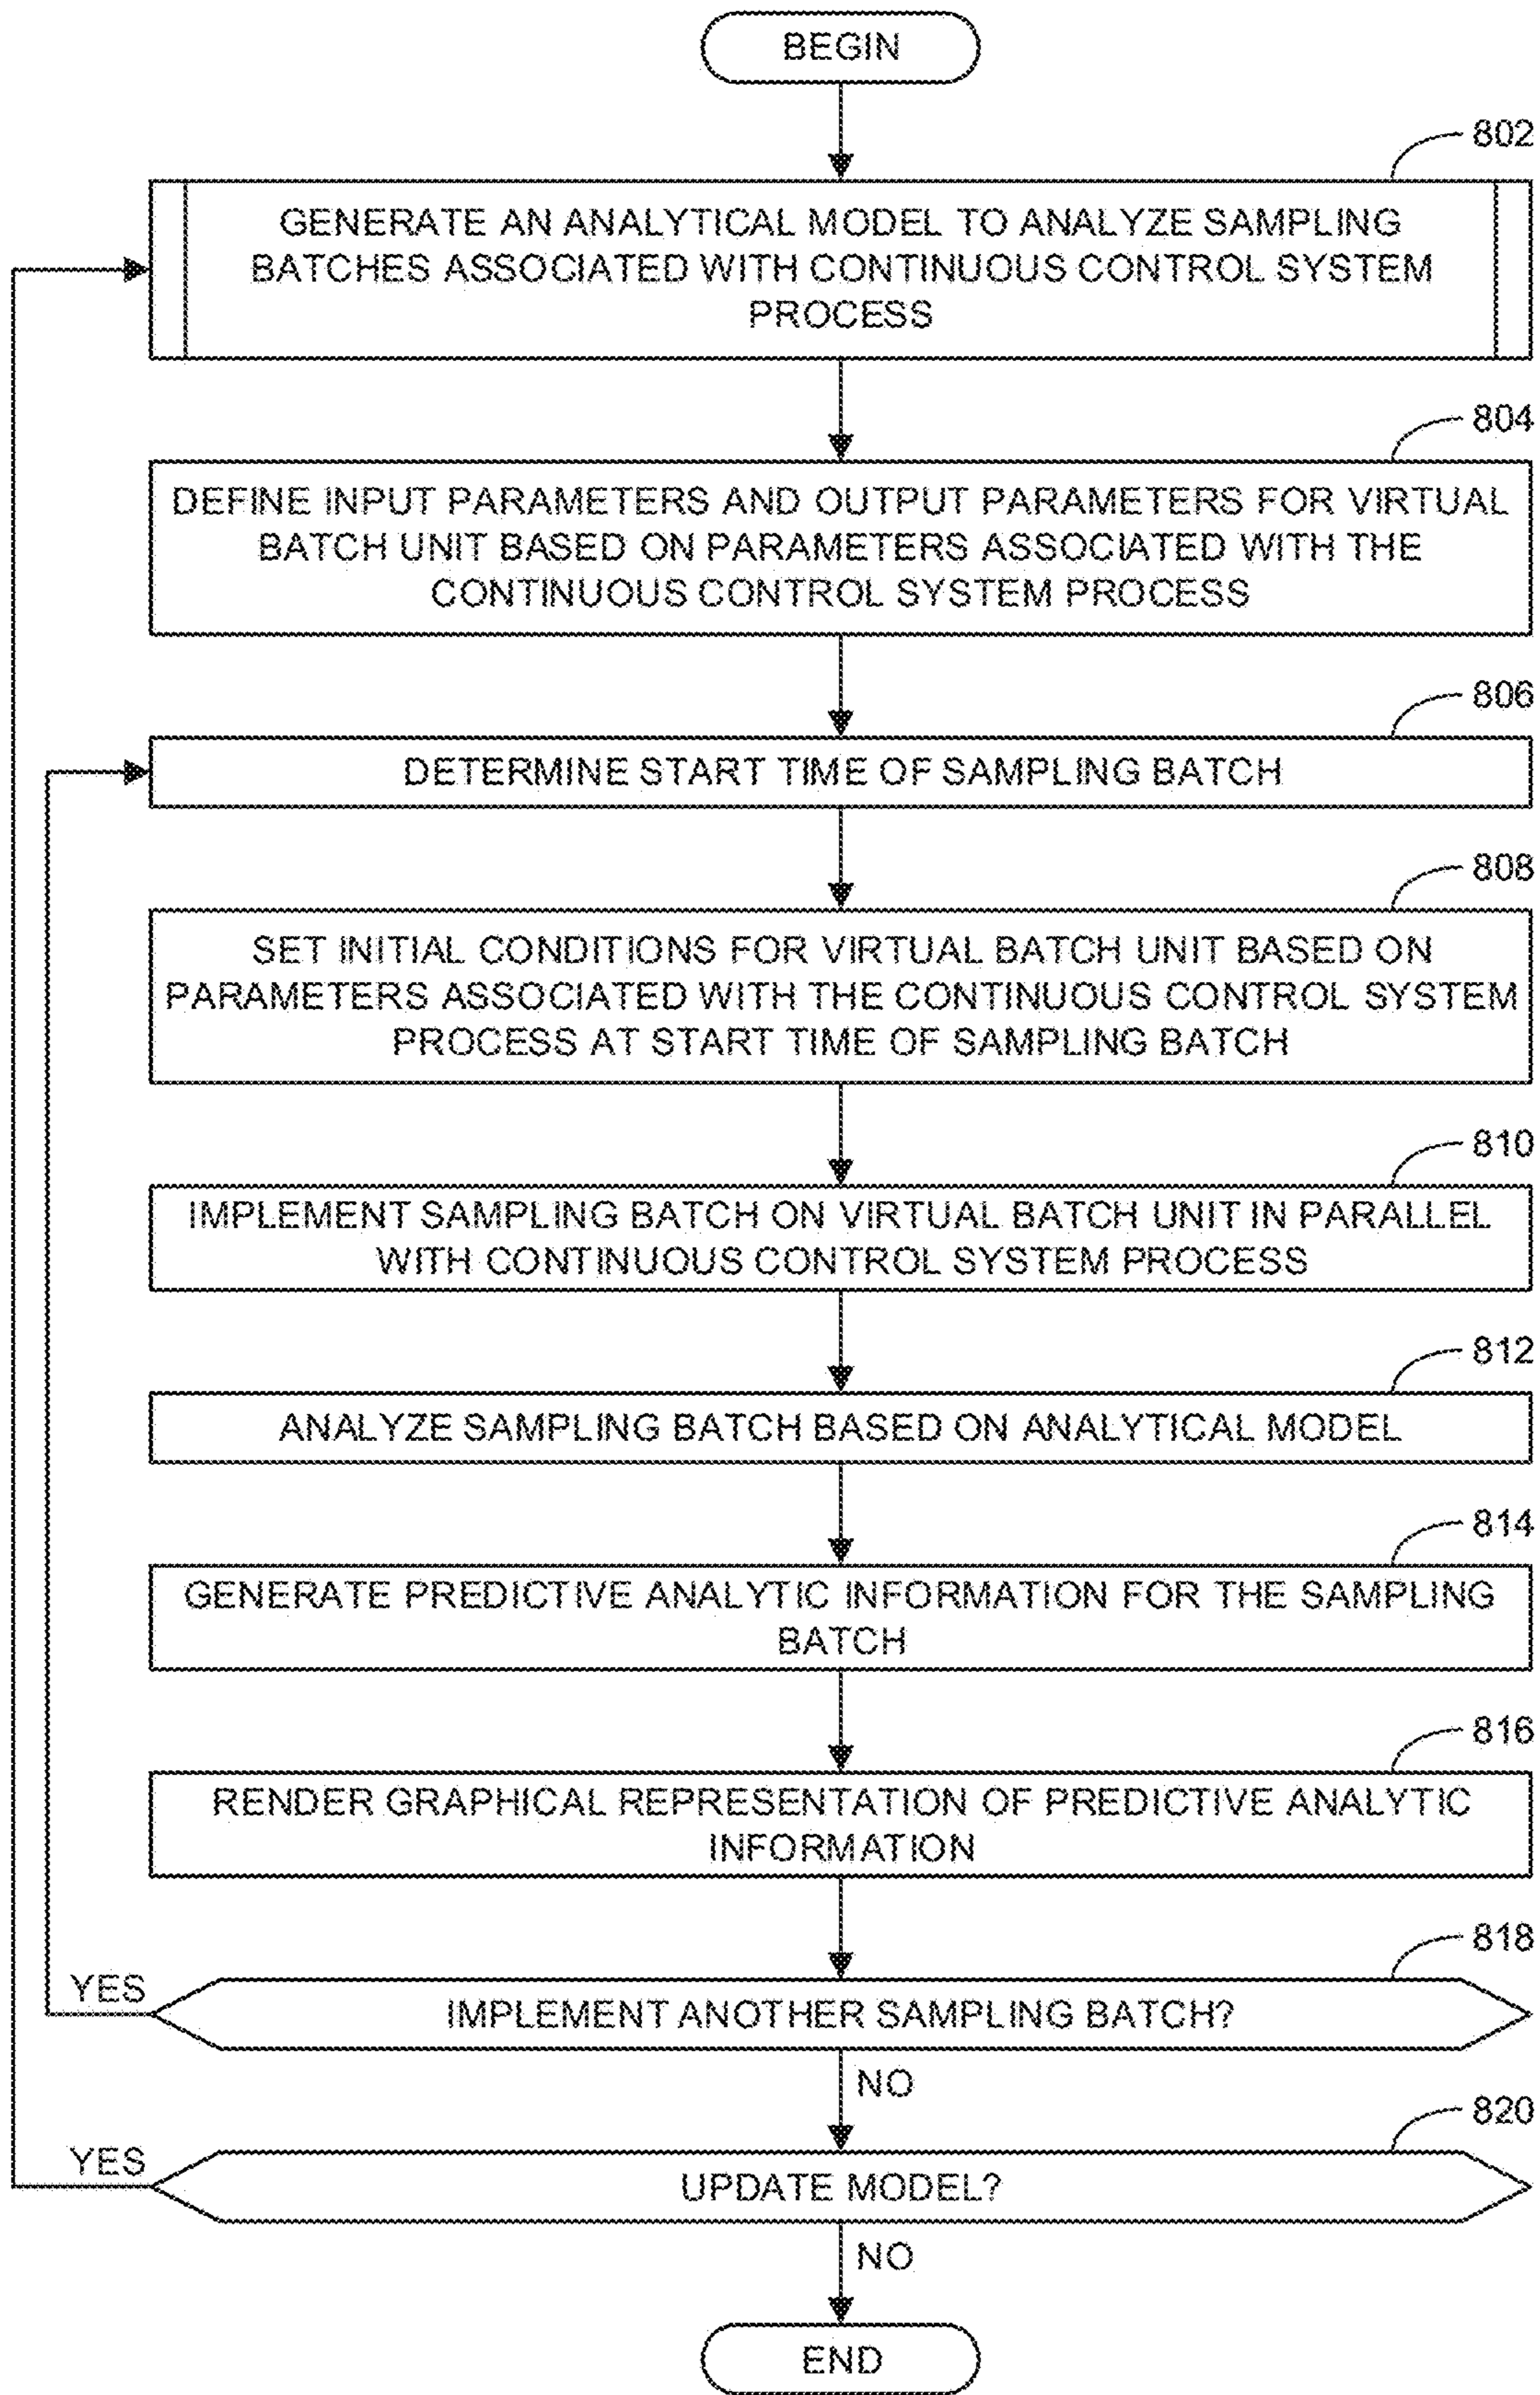 BEGIN
802
GENERATE AN ANALYTICAL MODEL TO ANALYZE SAMPLING
BATCHES ASSOCIATED WITH CONTINUOUS CONTROL SYSTEM
PROCESS
804
DEFINE INPUT PARAMETERS AND OUTPUT PARAMETERS FOR VIRTUAL
BATCH UNIT BASED ON PARAMETERS ASSOCIATED WITH THE
CONTINUOUS CONTROL SYSTEM PROCESS
806
DETERMINE START TIME OF SAMPLING BATCH
808
SET INITIAL CONDITIONS FOR VIRTUAL BATCH UNIT BASED ON
PARAMETERS ASSOCIATED WITH THE CONTINUOUS CONTROL SYSTEM
PROCESS AT START TIME OF SAMPLING BATCH
810
IMPLEMENT SAMPLING BATCH ON VIRTUAL BATCH UNIT IN PARALLEL
WITH CONTINUOUS CONTROL SYSTEM PROCESS
812
ANALYZE SAMPLING BATCH BASED ON ANALYTICAL MODEL
814
GENERATE PREDICTIVE ANALYTIC INFORMATION FOR THE SAMPLING
BATCH
816
RENDER GRAPHICAL REPRESENTATION OF PREDICTIVE ANALYTIC
INFORMATION
818
YES
IMPLEMENT ANOTHER SAMPLING BATCH?
NO
820
YES
UPDATE MODEL?
NO
END